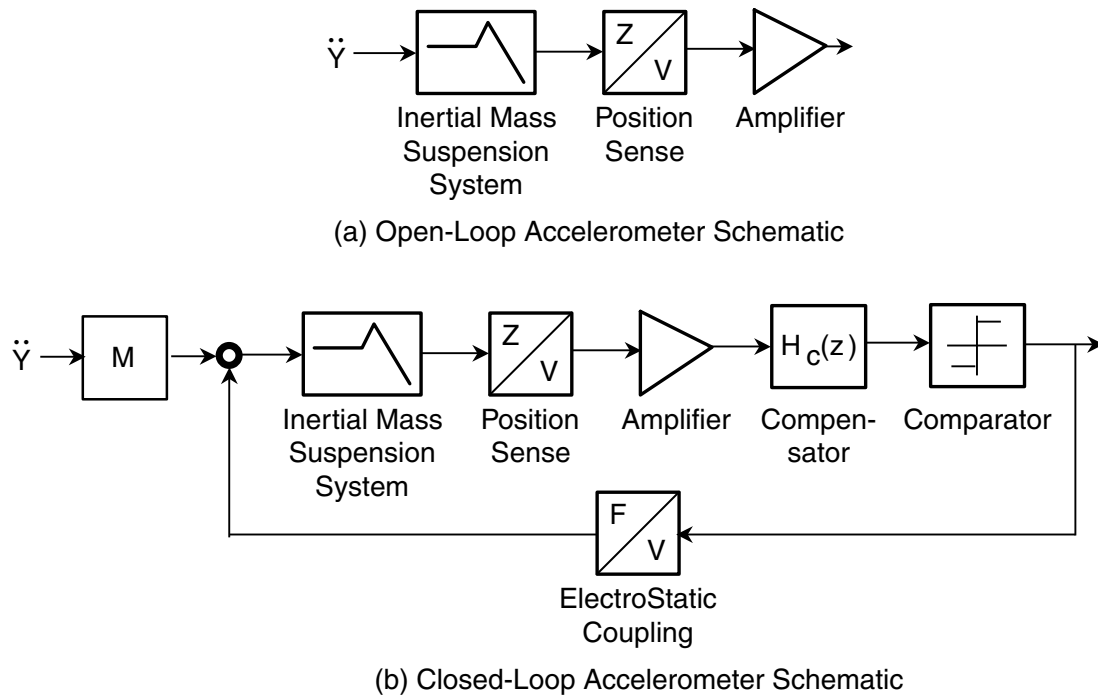 Ÿ
Z
V
Inertial Mass
Suspension
System
Position
Sense
Amplifier
(a) Open-Loop Accelerometer Schematic
Ÿ
M
Z
V
H C(z)
Inertial Mass
Suspension
System
Position
Sense
Amplifier
Compen-
sator
Comparator
F
V
ElectroStatic
Coupling
(b) Closed-Loop Accelerometer Schematic